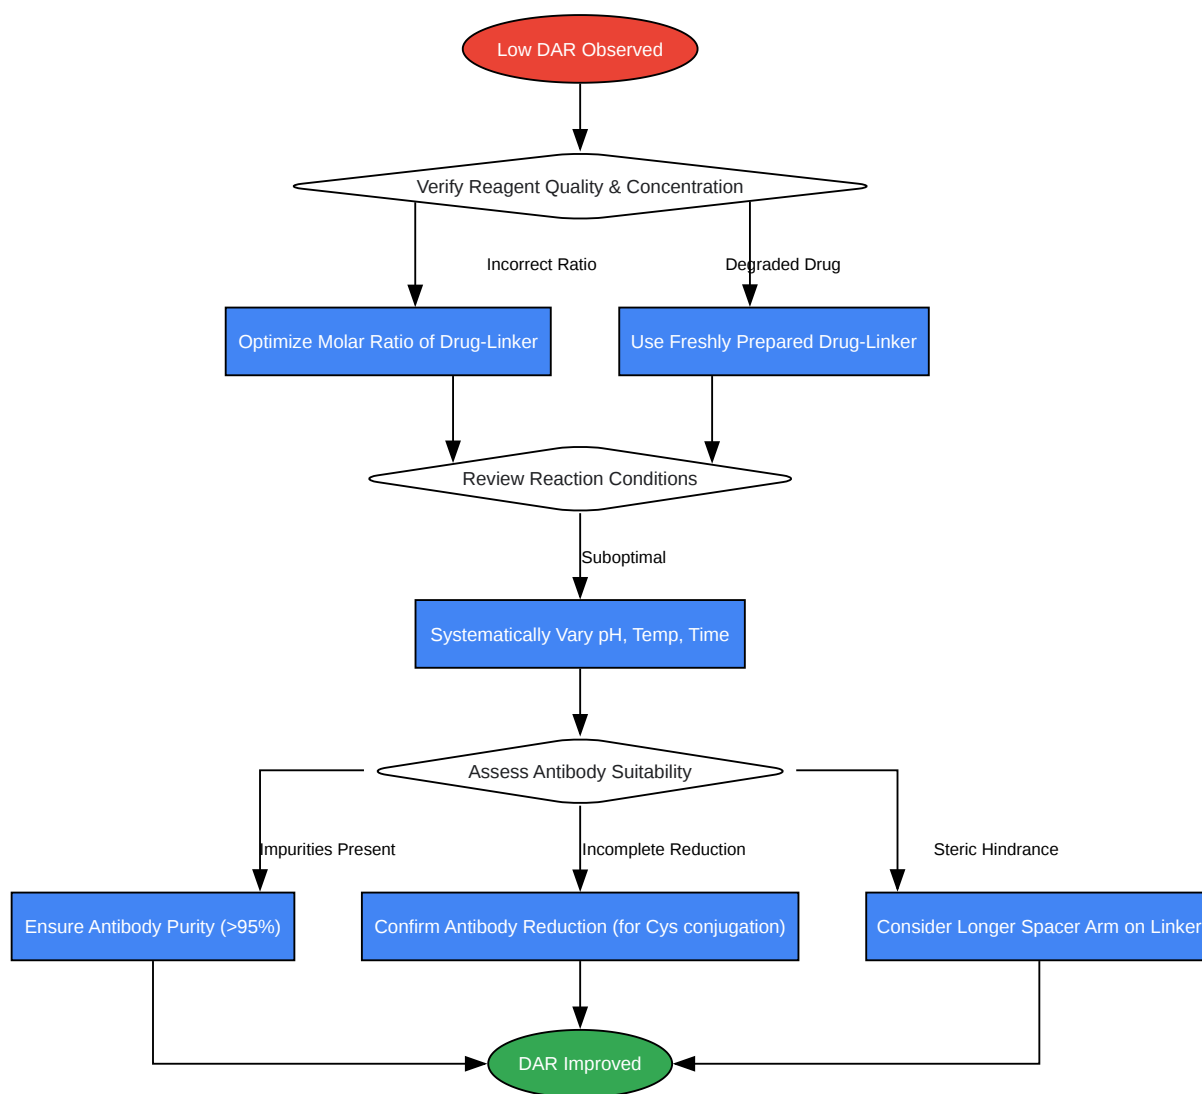 Low DAR Observed
Verify Reagent Quality & Concentration
Incorrect Ratio
Degraded Drug
Optimize Molar Ratio of Drug-Linker
Use Freshly Prepared Drug-Linker
Review Reaction Conditions
Suboptimal
Systematically Vary pH, Temp, Time
Assess Antibody Suitability
Impurities Present
Incomplete Reduction
Steric Hindrance
Ensure Antibody Purity (>95%)
Confirm Antibody Reduction (for Cys conjugation)
Consider Longer Spacer Arm on Linker
DAR Improved